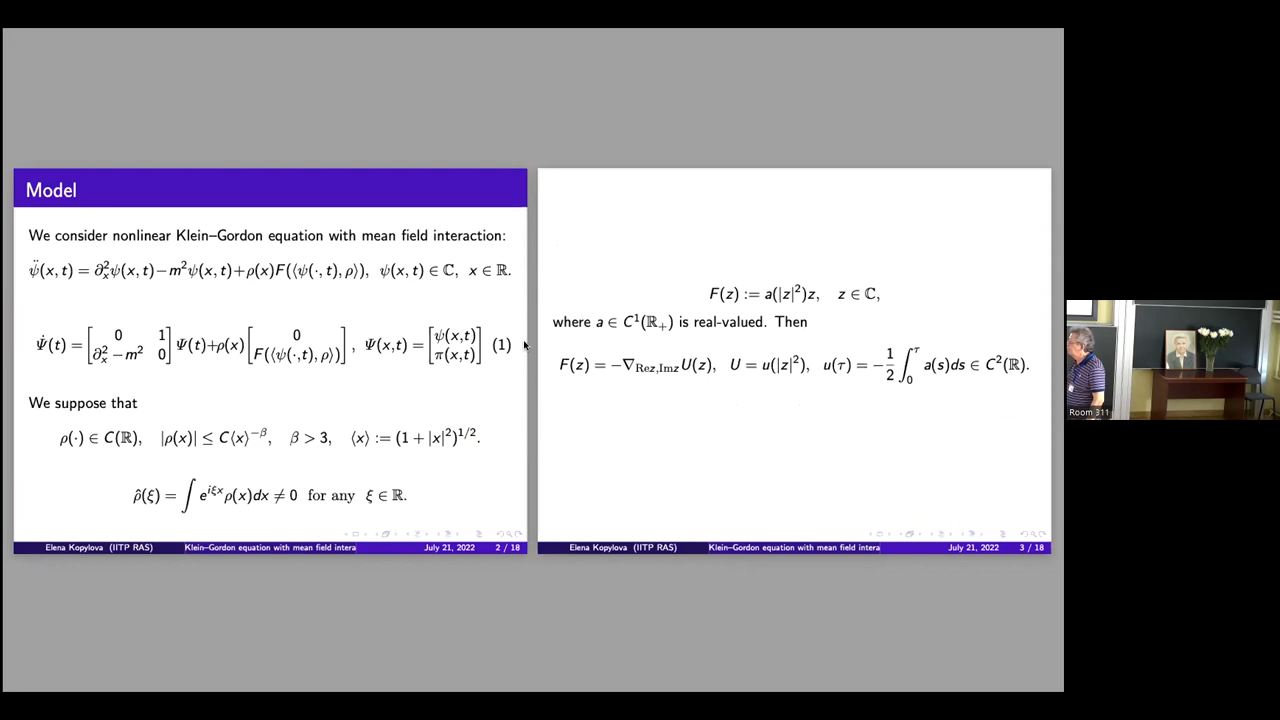 Model
We consider nonlinear Klein–Gordon equation with mean field interaction:
ψ̈(x, t) = ∂ₓ²ψ(x, t)−m²ψ(x, t)+ρ(x)F(⟨ψ(·, t), ρ⟩), ψ(x, t) ∈ ℂ, x ∈ ℝ.
Ψ̇(t) = [0 1; ∂ₓ²−m² 0] Ψ(t)+ρ(x) [0; F(⟨ψ(·,t), ρ⟩)], Ψ(x,t) = [ψ(x,t); π(x,t)] (1)
We suppose that
ρ(·) ∈ C(ℝ), |ρ(x)| ≤ C⟨x⟩^{−β}, β > 3, ⟨x⟩ := (1 + |x|²)^{1/2}.
ρ̂(ξ) = ∫ e^{iξx}ρ(x)dx ≠ 0 for any ξ ∈ ℝ.
Elena Kopylova (IITP RAS) Klein–Gordon equation with mean field intera July 21, 2022 2 / 18
F(z) := a(|z|²)z, z ∈ ℂ,
where a ∈ C¹(ℝ₊) is real-valued. Then
F(z) = −∇_{Rez,Imz}U(z), U = u(|z|²), u(τ) = −1/2 ∫₀^τ a(s)ds ∈ C²(ℝ).
Elena Kopylova (IITP RAS) Klein–Gordon equation with mean field intera July 21, 2022 3 / 18
Room 311